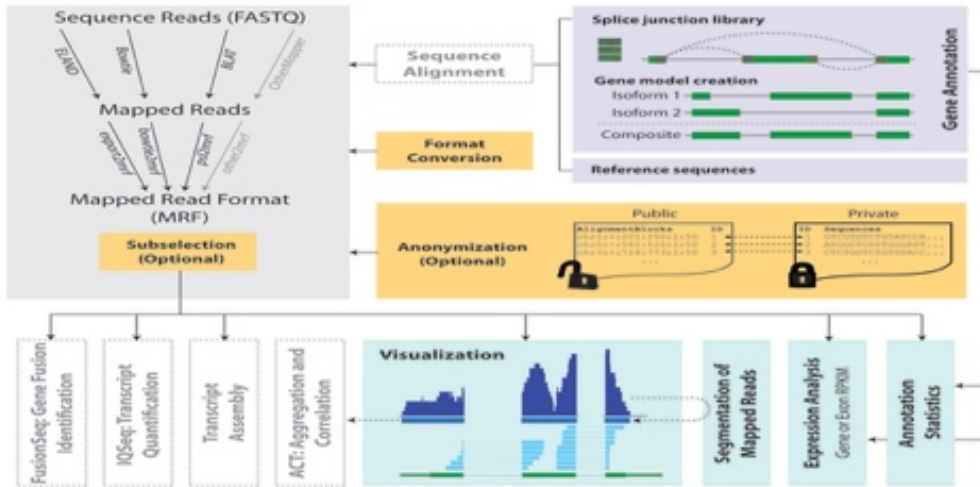 Sequence Reads (FASTQ)
ELAND
Bowtie
BLAT
OtherMapper
Mapped Reads
export2mrf
bowtie2mrf
psl2mrf
other2mrf
Mapped Read Format
(MRF)
Subselection
(Optional)
Sequence
Alignment
Format
Conversion
Splice junction library
Gene model creation
Isoform 1
Isoform 2
Composite
Reference sequences
Gene Annotation
Anonymization
(Optional)
Public
AlignmentBlocks ID
Private
ID Sequences
FusionSeq: Gene Fusion
Identification
IQSeq: Transcript
Quantification
Transcript
Assembly
ACT: Aggregation and
Correlation
Visualization
Segmentation of
Mapped Reads
Expression Analysis
Gene or Exon RPKM
Annotation
Statistics